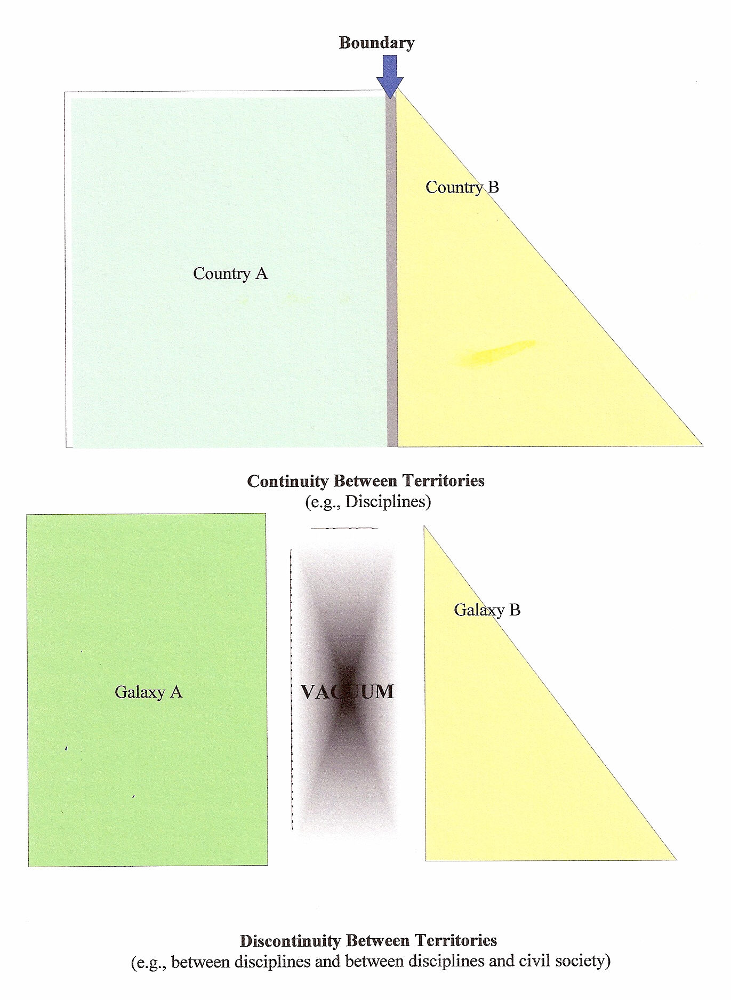 Boundary
Country B
Country A
Continuity Between Territories
(e.g., Disciplines)
Galaxy B
Galaxy A
VACUUM
Discontinuity Between Territories
(e.g., between disciplines and between disciplines and civil society)